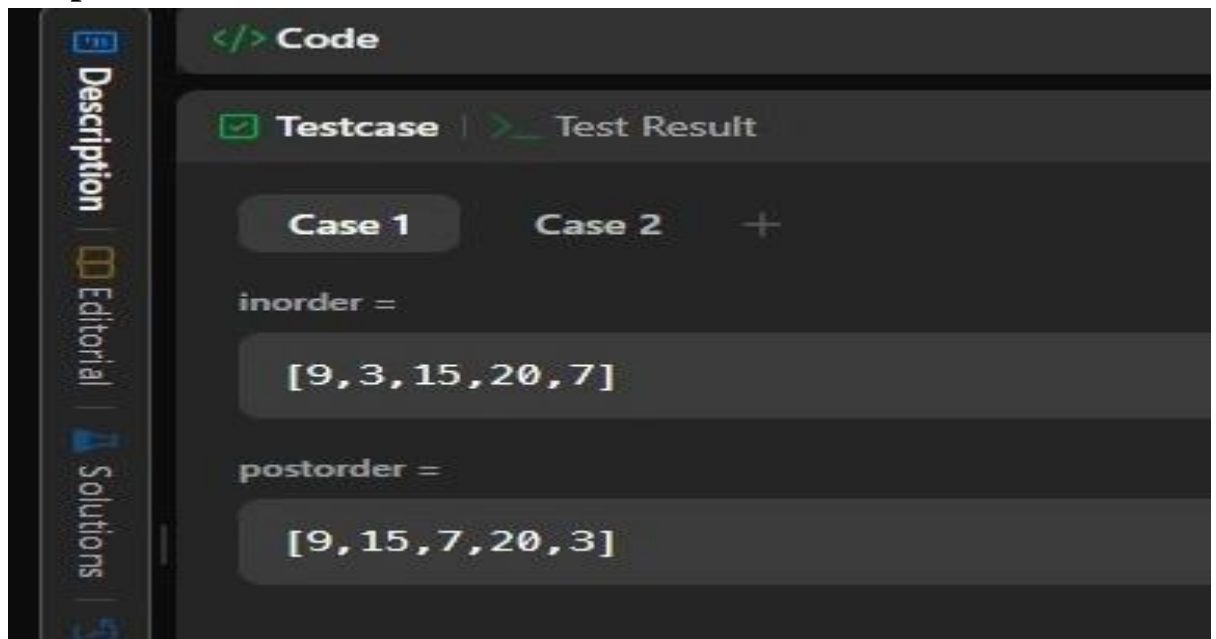 Description
Editorial
Solutions
</> Code
Testcase | >_ Test Result
Case 1 Case 2 +
inorder =
[9,3,15,20,7]
postorder =
[9,15,7,20,3]